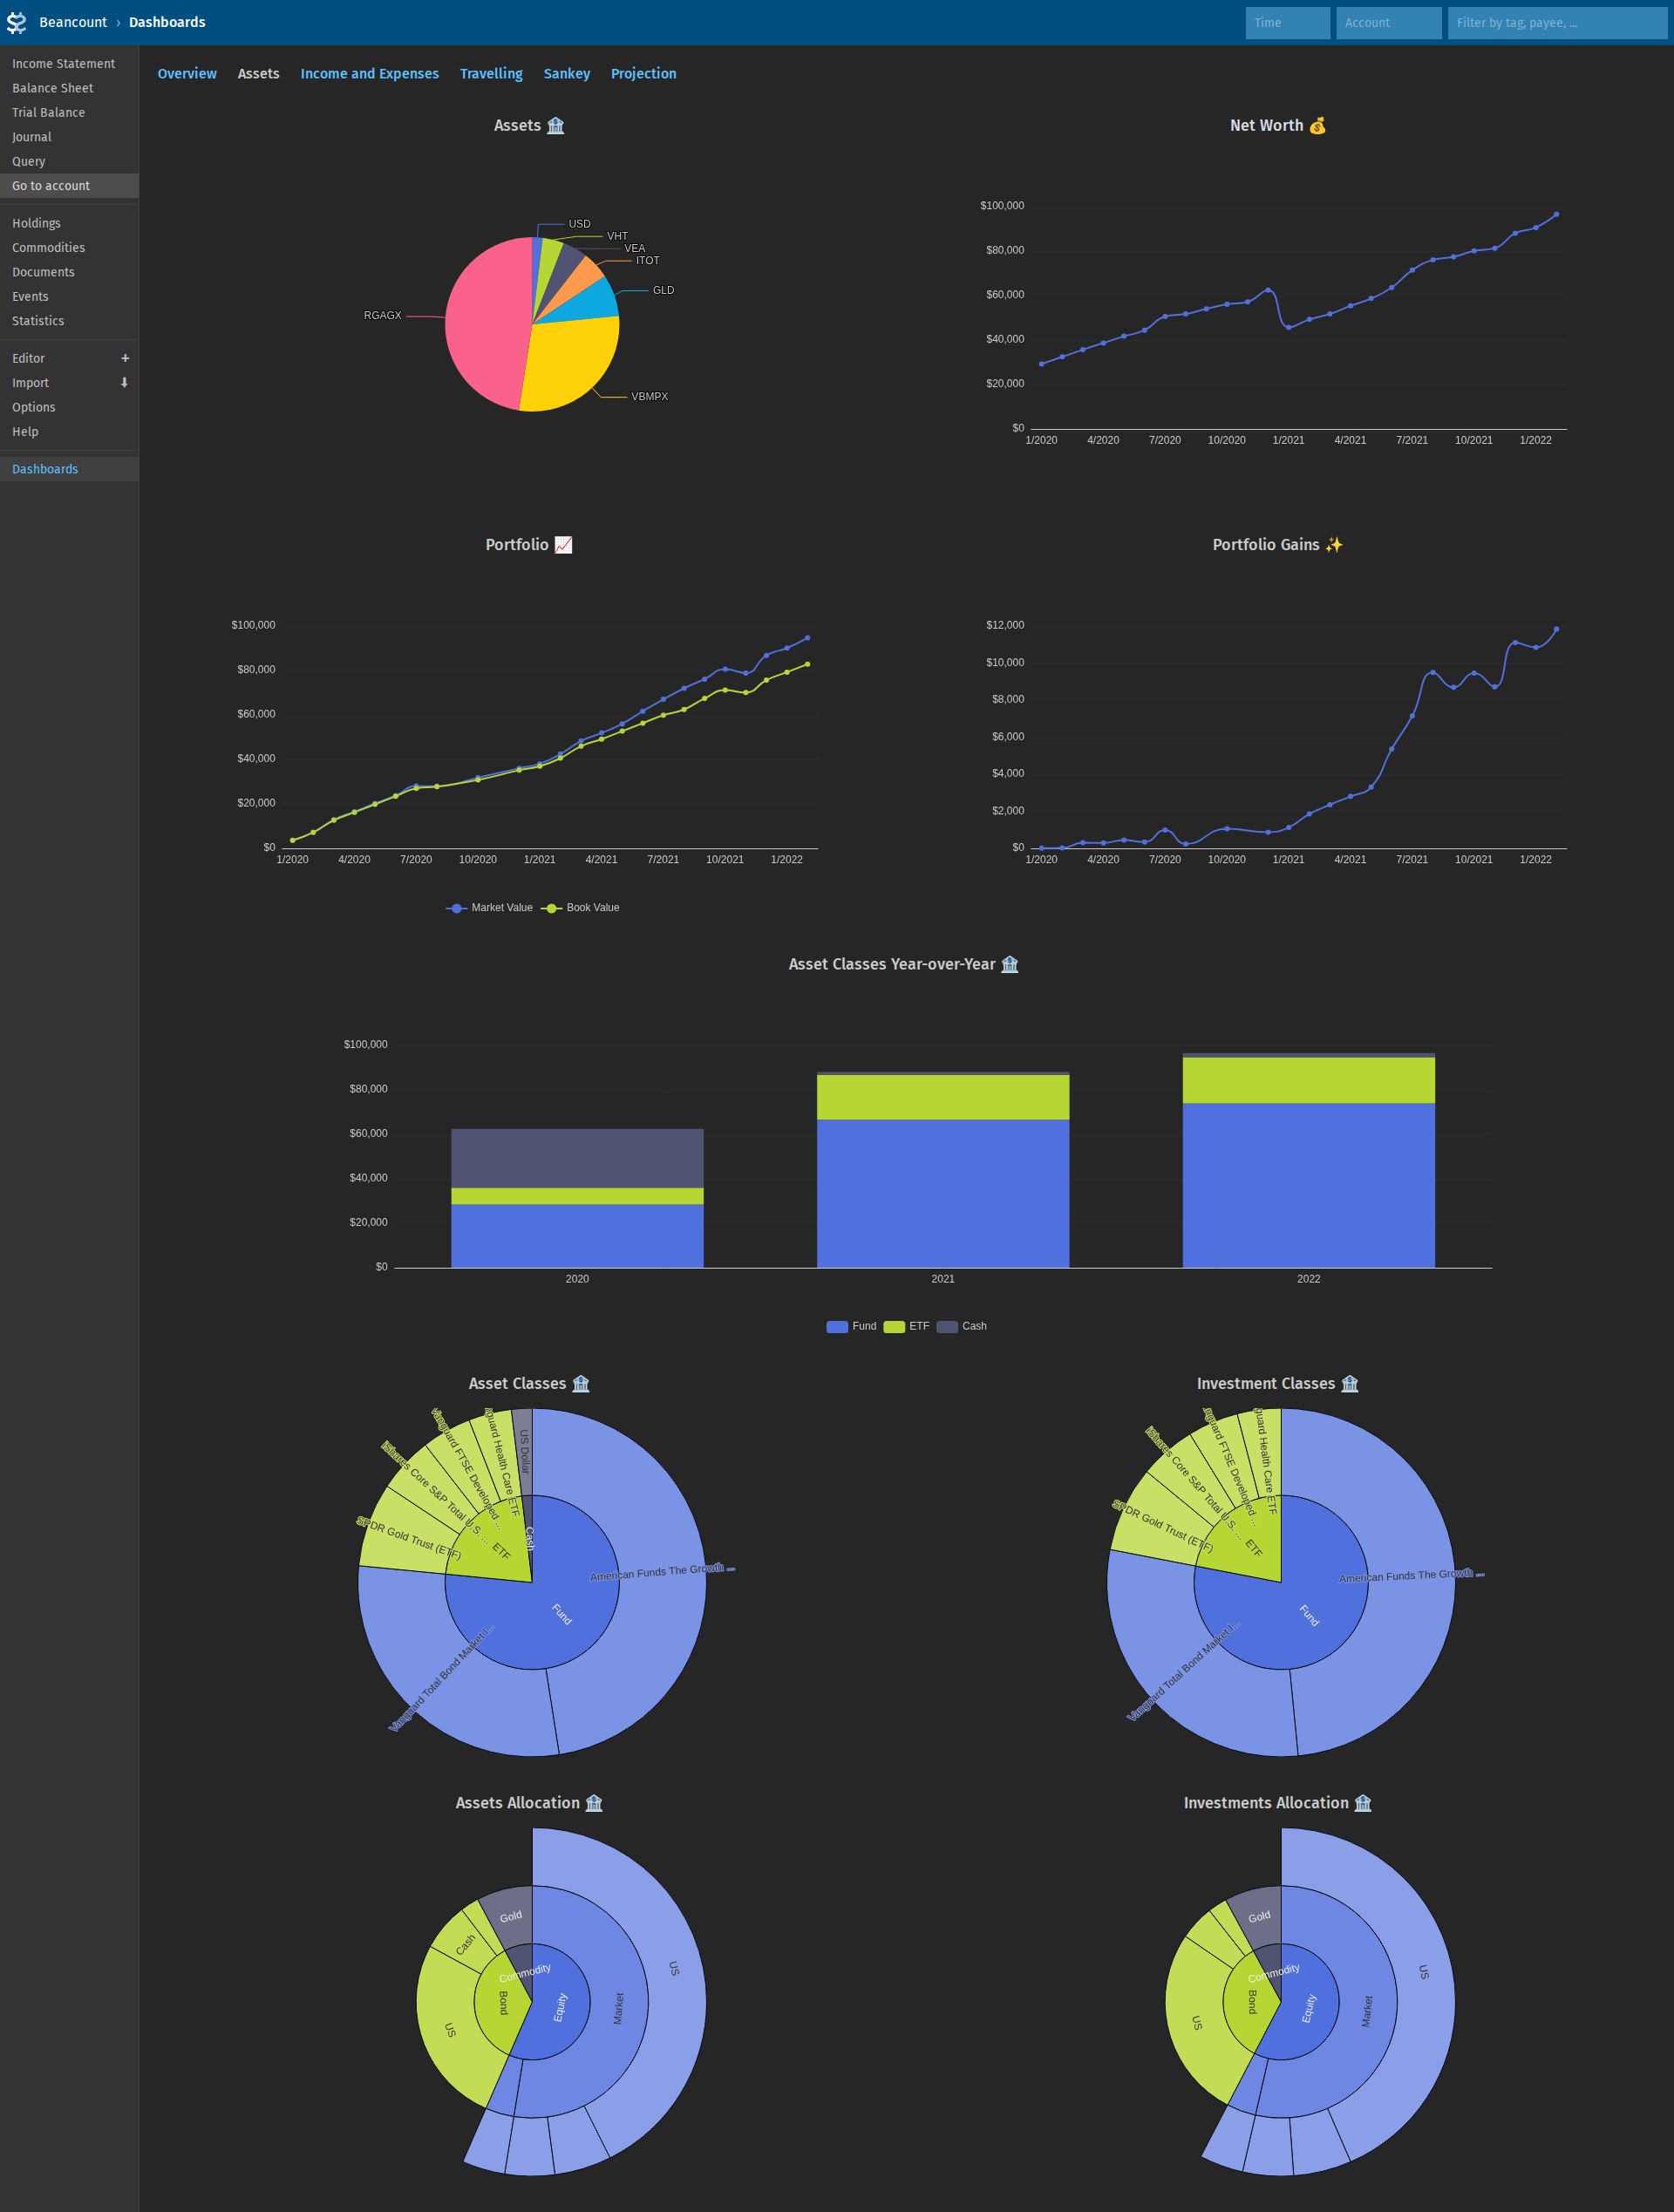 Beancount › Dashboards
Time
Account
Filter by tag, payee, ...
Income Statement
Balance Sheet
Trial Balance
Journal
Query
Go to account
Holdings
Commodities
Documents
Events
Statistics
Editor +
Import
Options
Help
Dashboards
Overview Assets Income and Expenses Travelling Sankey Projection
Assets
USD
VHT
VEA
ITOT
GLD
RGAGX
VBMPX
Net Worth
$100,000
$80,000
$60,000
$40,000
$20,000
$0
1/2020 4/2020 7/2020 10/2020 1/2021 4/2021 7/2021 10/2021 1/2022
Portfolio
$100,000
$80,000
$60,000
$40,000
$20,000
$0
1/2020 4/2020 7/2020 10/2020 1/2021 4/2021 7/2021 10/2021 1/2022
Market Value Book Value
Portfolio Gains
$12,000
$10,000
$8,000
$6,000
$4,000
$2,000
$0
1/2020 4/2020 7/2020 10/2020 1/2021 4/2021 7/2021 10/2021 1/2022
Asset Classes Year-over-Year
$100,000
$80,000
$60,000
$40,000
$20,000
$0
2020 2021 2022
Fund ETF Cash
Asset Classes
US Dollar
guard Health Care ETF
Vanguard FTSE Developed ...
iShares Core S&P Total U.S. ...
SPDR Gold Trust (ETF)
ETF
Cash
American Funds The Growth ...
Fund
Vanguard Total Bond Market I...
Investment Classes
guard Health Care ETF
nguard FTSE Developed ...
iShares Core S&P Total U.S. ...
SPDR Gold Trust (ETF)
ETF
American Funds The Growth ...
Fund
Vanguard Total Bond Market I...
Assets Allocation
Gold
Cash
Commodity
US
Bond
Equity
Market
US
Investments Allocation
Gold
Commodity
US
Bond
Equity
Market
US